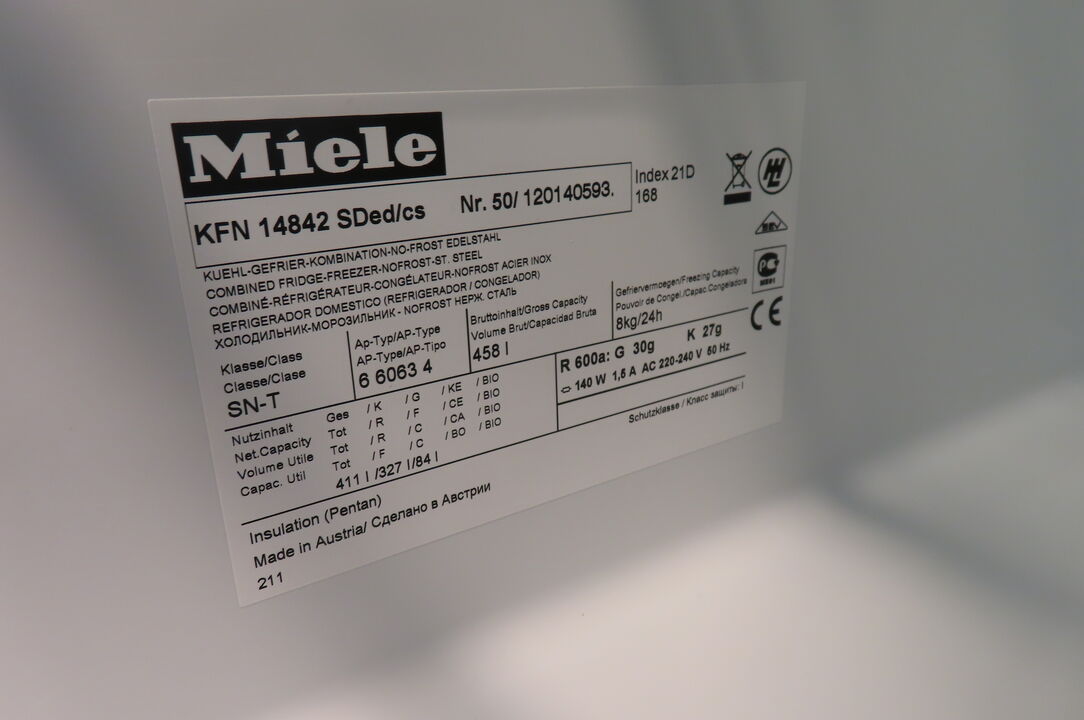 Miele
KFN 14842 SDed/cs Nr. 50/ 120140593.
Index 21D
168
KUEHL-GEFRIER-KOMBINATION-NO-FROST EDELSTAHL
COMBINED FRIDGE-FREEZER-NOFROST-ST. STEEL
COMBINÉ-RÉFRIGÉRATEUR-CONGÉLATEUR-NOFROST ACIER INOX
REFRIGERADOR DOMESTICO (REFRIGERADOR / CONGELADOR)
ХОЛОДИЛЬНИК-МОРОЗИЛЬНИК - NOFROST НЕРЖ. СТАЛЬ
Klasse/Class
Classe/Clase
SN-T
Ap-Typ/AP-Type
AP-Type/AP-Tipo
6 6063 4
Bruttoinhalt/Gross Capacity
Volume Brut/Capacidad Bruta
458 l
Gefriervermoegen/Freezing Capacity
Pouvoir de Congel./Capac.Congeladora
8kg/24h
Nutzinhalt Ges / K / G / KE / BIO
Net.Capacity Tot / R / F / CE / BIO
Volume Utile Tot / R / C / CA / BIO
Capac. Util Tot / F / C / BO / BIO
411 l /327 l/84 l
R 600a: G 30g K 27g
140 W 1,5 A AC 220-240 V 50 Hz
Schutzklasse / Класс защиты: I
Insulation (Pentan)
Made in Austria/ Сделано в Австрии
211
CE